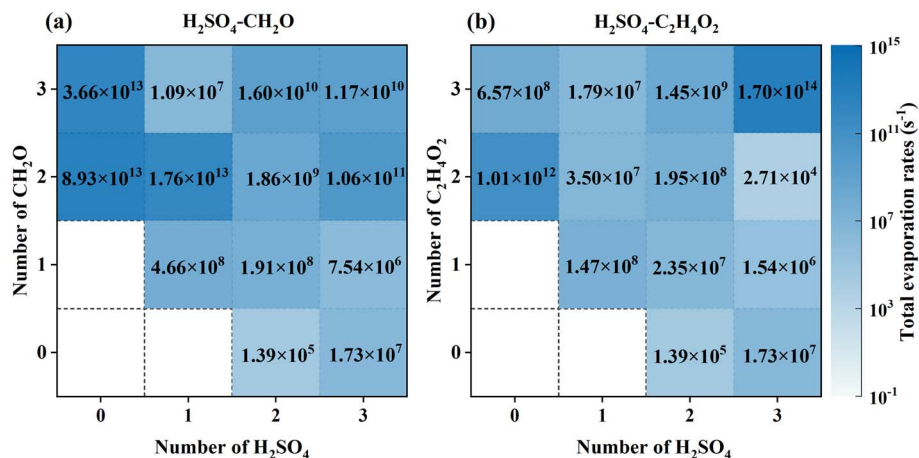 (a) H₂SO₄-CH₂O
Number of CH₂O
3 3.66×10¹³ 1.09×10⁷ 1.60×10¹⁰ 1.17×10¹⁰
2 8.93×10¹³ 1.76×10¹³ 1.86×10⁹ 1.06×10¹¹
1 4.66×10⁸ 1.91×10⁸ 7.54×10⁶
0 1.39×10⁵ 1.73×10⁷
0 1 2 3
Number of H₂SO₄
(b) H₂SO₄-C₂H₄O₂
Number of C₂H₄O₂
3 6.57×10⁸ 1.79×10⁷ 1.45×10⁹ 1.70×10¹⁴
2 1.01×10¹² 3.50×10⁷ 1.95×10⁸ 2.71×10⁴
1 1.47×10⁸ 2.35×10⁷ 1.54×10⁶
0 1.39×10⁵ 1.73×10⁷
0 1 2 3
Number of H₂SO₄
10¹⁵
10¹¹
10⁷
10³
10⁻¹
Total evaporation rates (s⁻¹)